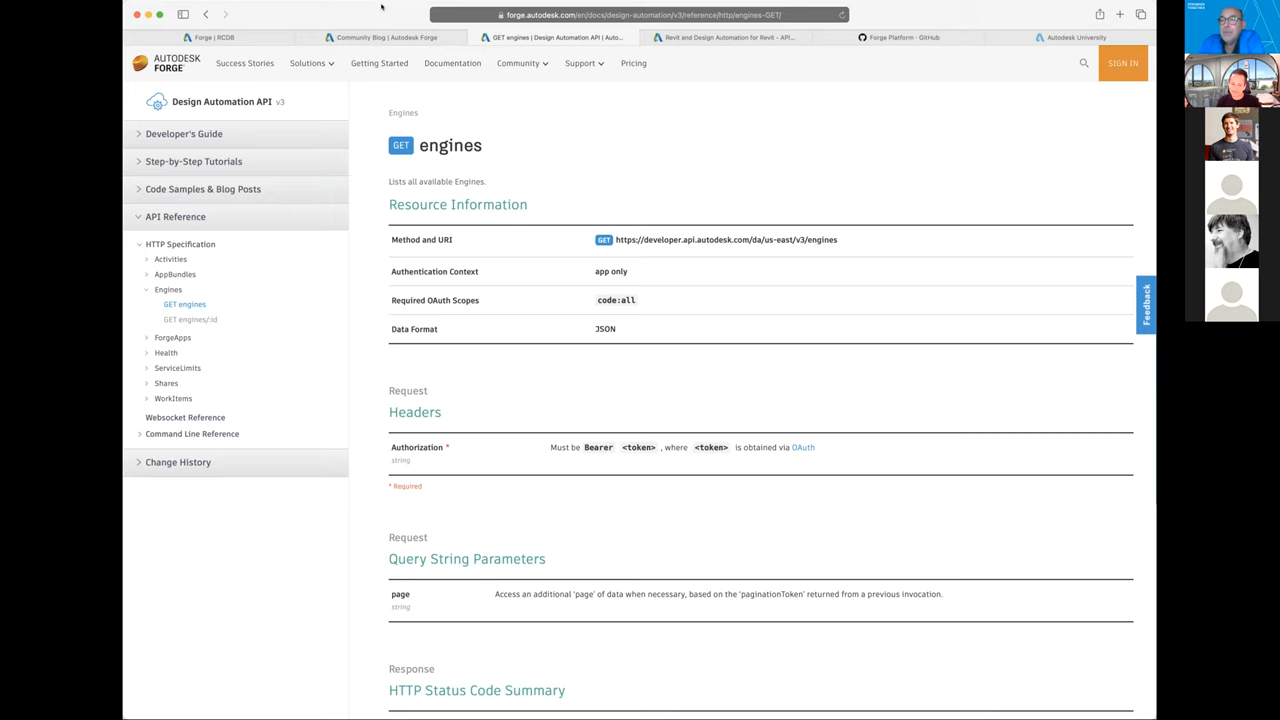 forge.autodesk.com/en/docs/design-automation/v3/reference/http/engines-GET/
Forge | RCDB
Community Blog | Autodesk Forge
GET engines | Design Automation API | Auto...
Revit and Design Automation for Revit - API...
Forge Platform · GitHub
Autodesk University
AUTODESK
FORGE
Success Stories
Solutions
Getting Started
Documentation
Community
Support
Pricing
SIGN IN
Design Automation API v3
Developer's Guide
Step-by-Step Tutorials
Code Samples & Blog Posts
API Reference
HTTP Specification
Activities
AppBundles
Engines
GET engines
GET engines/:id
ForgeApps
Health
ServiceLimits
Shares
WorkItems
Websocket Reference
Command Line Reference
Change History
Engines
GET engines
Lists all available Engines.
Resource Information
Method and URI GET https://developer.api.autodesk.com/da/us-east/v3/engines
Authentication Context app only
Required OAuth Scopes code:all
Data Format JSON
Request
Headers
Authorization * Must be Bearer <token> , where <token> is obtained via OAuth
string
* Required
Request
Query String Parameters
page Access an additional 'page' of data when necessary, based on the 'paginationToken' returned from a previous invocation.
string
Response
HTTP Status Code Summary
Feedback